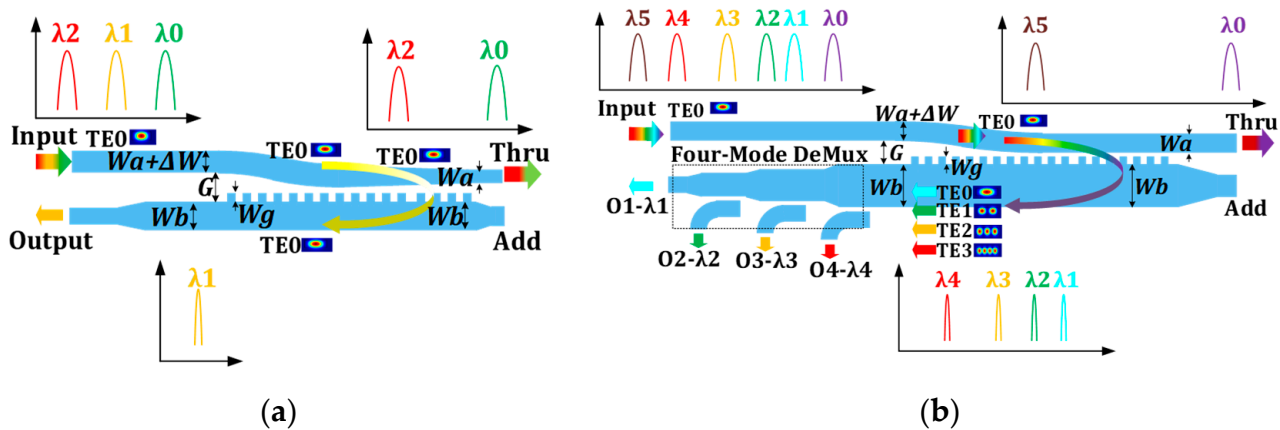 λ2 λ1 λ0
λ2 λ0
Input TE0
Wa+ΔW TE0 TE0 Thru
Wa
G
Wg
Wb Wb
Output TE0 Add
λ1
(a)
λ5 λ4 λ3 λ2 λ1 λ0
λ5 λ0
Input TE0
Wa+ΔW TE0 Wa Thru
Four-Mode DeMux G
Wg
Wb Wb
O1-λ1 TE0
TE1 Add
TE2
O2-λ2 O3-λ3 O4-λ4 TE3
λ4 λ3 λ2 λ1
(b)